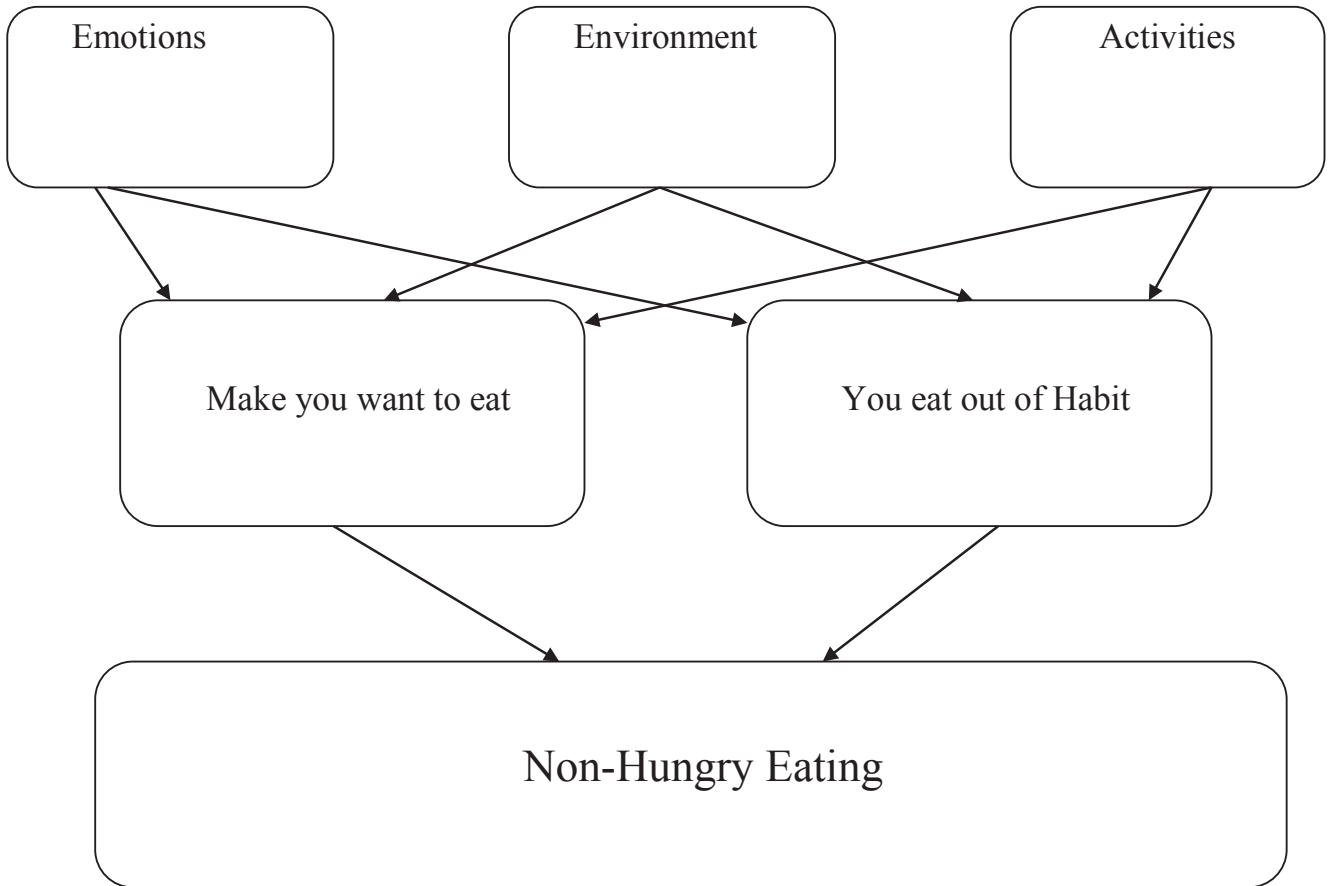 Emotions
Environment
Activities
Make you want to eat
You eat out of Habit
Non-Hungry Eating